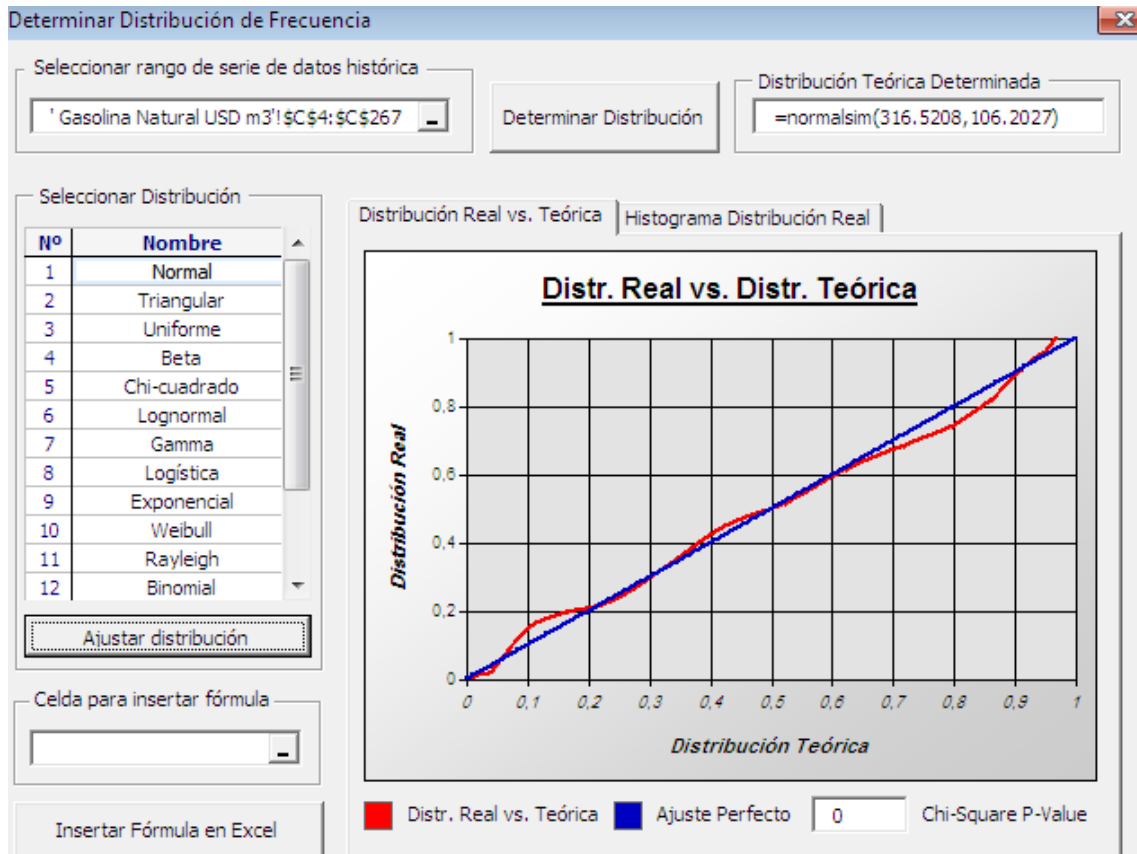 Determinar Distribución de Frecuencia
Seleccionar rango de serie de datos histórica
' Gasolina Natural USD m3'!$C$4:$C$267
Determinar Distribución
Distribución Teórica Determinada
=normalsim(316.5208,106.2027)
Seleccionar Distribución
Nº Nombre
1 Normal
2 Triangular
3 Uniforme
4 Beta
5 Chi-cuadrado
6 Lognormal
7 Gamma
8 Logística
9 Exponencial
10 Weibull
11 Rayleigh
12 Binomial
Ajustar distribución
Celda para insertar fórmula
Insertar Fórmula en Excel
Distribución Real vs. Teórica
Histograma Distribución Real
Distr. Real vs. Distr. Teórica
Distribución Real
1
0,8
0,6
0,4
0,2
0
0 0,1 0,2 0,3 0,4 0,5 0,6 0,7 0,8 0,9 1
Distribución Teórica
Distr. Real vs. Teórica Ajuste Perfecto 0 Chi-Square P-Value